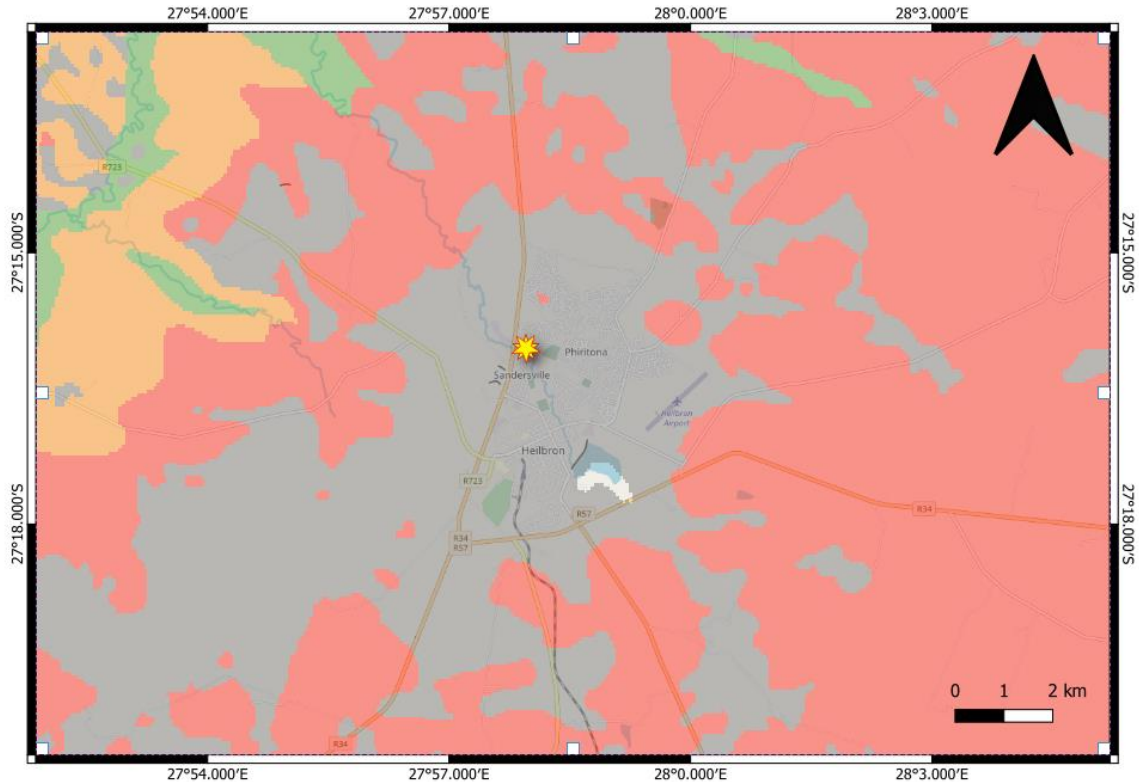 27°54.000′E
27°57.000′E
28°0.000′E
28°3.000′E
R723
27°15.000′S
27°15.000′S
Phiritona
Sandersville
Heilbron
Airport
Heilbron
R723
27°18.000′S
27°18.000′S
R57
R34
R34
R57
0 1 2 km
R34
27°54.000′E
27°57.000′E
28°0.000′E
28°3.000′E